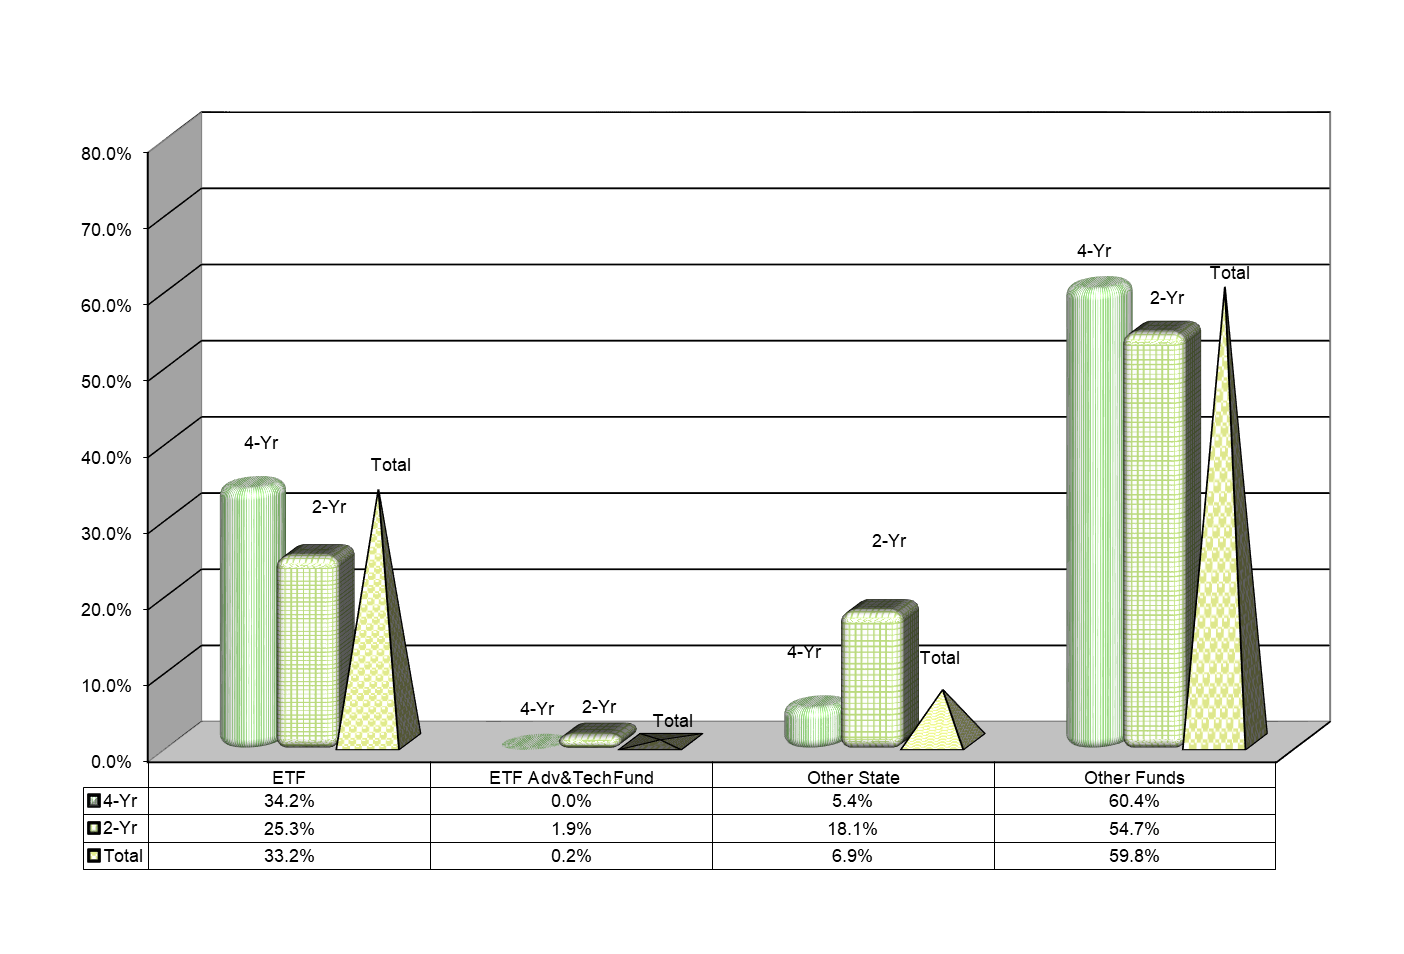 80.0%
70.0%
60.0%
50.0%
40.0%
30.0%
20.0%
10.0%
0.0%
4-Yr
2-Yr
Total
4-Yr
2-Yr
Total
4-Yr
2-Yr
Total
4-Yr
2-Yr
Total
ETF ETF Adv&TechFund Other State Other Funds
4-Yr 34.2% 0.0% 5.4% 60.4%
2-Yr 25.3% 1.9% 18.1% 54.7%
Total 33.2% 0.2% 6.9% 59.8%